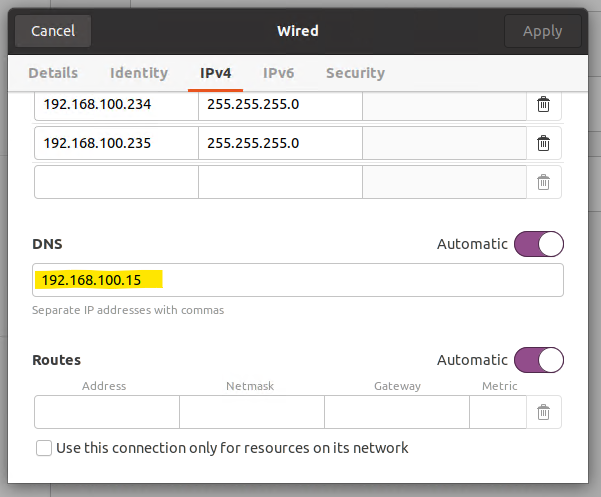 Cancel Wired Apply
Details Identity IPv4 IPv6 Security
192.168.100.234 255.255.255.0
192.168.100.235 255.255.255.0
DNS Automatic
192.168.100.15
Separate IP addresses with commas
Routes Automatic
Address Netmask Gateway Metric
Use this connection only for resources on its network